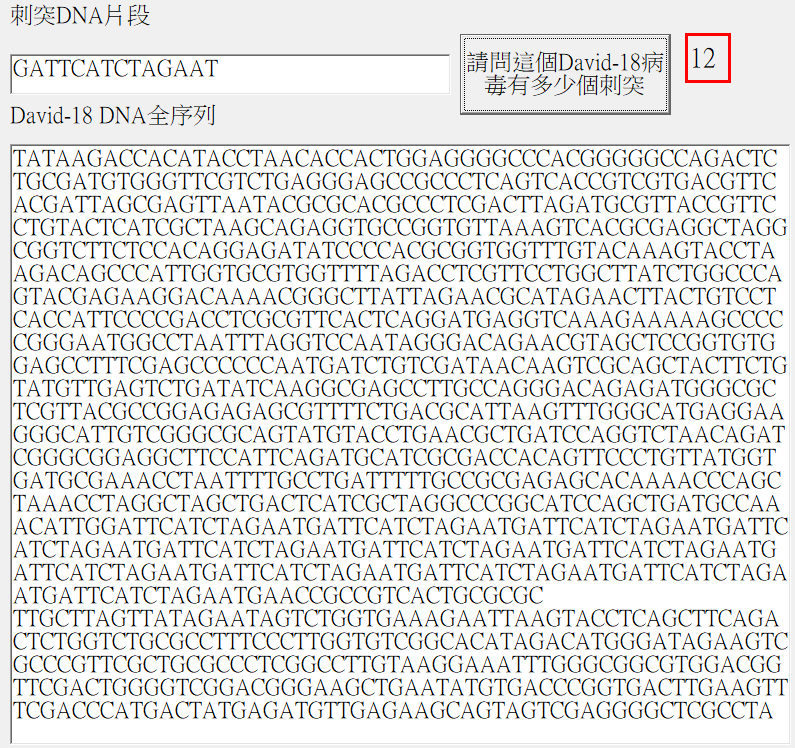 刺突DNA片段
GATTCATCTAGAAT
請問這個David-18病
毒有多少個刺突
12
David-18 DNA全序列
TATAAGACCACATACCTAACACCACTGGAGGGGCCCACGGGGGCCAGACTC
TGCGATGTGGGTTCGTCTGAGGGAGCCGCCCTCAGTCACCGTCGTGACGTTC
ACGATTAGCGAGTTAATACGCGCACGCCCTCGACTTAGATGCGTTACCGTTC
CTGTACTCATCGCTAAGCAGAGGTGCCGGTGTTAAAGTCACGCGAGGCTAGG
CGGTCTTCTCCACAGGAGATATCCCCACGCGGTGGTTTGTACAAAGTACCTA
AGACAGCCCATTGGTGCGTGGTTTTAGACCTCGTTCCTGGCTTATCTGGCCCA
GTACGAGAAGGACAAAACGGGCTTATTAGAACGCATAGAACTTACTGTCCT
CACCATTCCCCGACCTCGCGTTCACTCAGGATGAGGTCAAAGAAAAAGCCCC
CGGGAATGGCCTAATTTAGGTCCAATAGGGACAGAACGTAGCTCCGGTGTG
GAGCCTTTCGAGCCCCCCAATGATCTGTCGATAACAAGTCGCAGCTACTTCTG
TATGTTGAGTCTGATATCAAGGCGAGCCTTGCCAGGGACAGAGATGGGCGC
TCGTTACGCCGGAGAGAGCGTTTTCTGACGCATTAAGTTTGGGCATGAGGAA
GGGCATTGTCGGGCGCAGTATGTACCTGAACGCTGATCCAGGTCTAACAGAT
CGGGCGGAGGCTTCCATTCAGATGCATCGCGACCACAGTTCCCTGTTATGGT
GATGCGAAACCTAATTTTGCCTGATTTTTGCCGCGAGAGCACAAAACCCAGC
TAAACCTAGGCTAGCTGACTCATCGCTAGGCCCGGCATCCAGCTGATGCCAA
ACATTGGATTCATCTAGAATGATTCATCTAGAATGATTCATCTAGAATGATTC
ATCTAGAATGATTCATCTAGAATGATTCATCTAGAATGATTCATCTAGAATG
ATTCATCTAGAATGATTCATCTAGAATGATTCATCTAGAATGATTCATCTAGA
ATGATTCATCTAGAATGAACCGCCGTCACTGCGCGC
TTGCTTAGTTATAGAATAGTCTGGTGAAAGAATTAAGTACCTCAGCTTCAGA
CTCTGGTCTGCGCCTTTCCCTTGGTGTCGGCACATAGACATGGGATAGAAGTC
GCCCGTTCGCTGCGCCCTCGGCCTTGTAAGGAAATTTGGGCGGCGTGGACGG
TTCGACTGGGGTCGGACGGGAAGCTGAATATGTGACCCGGTGACTTGAAGTT
TCGACCCATGACTATGAGATGTTGAGAAGCAGTAGTCGAGGGGCTCGCCTA